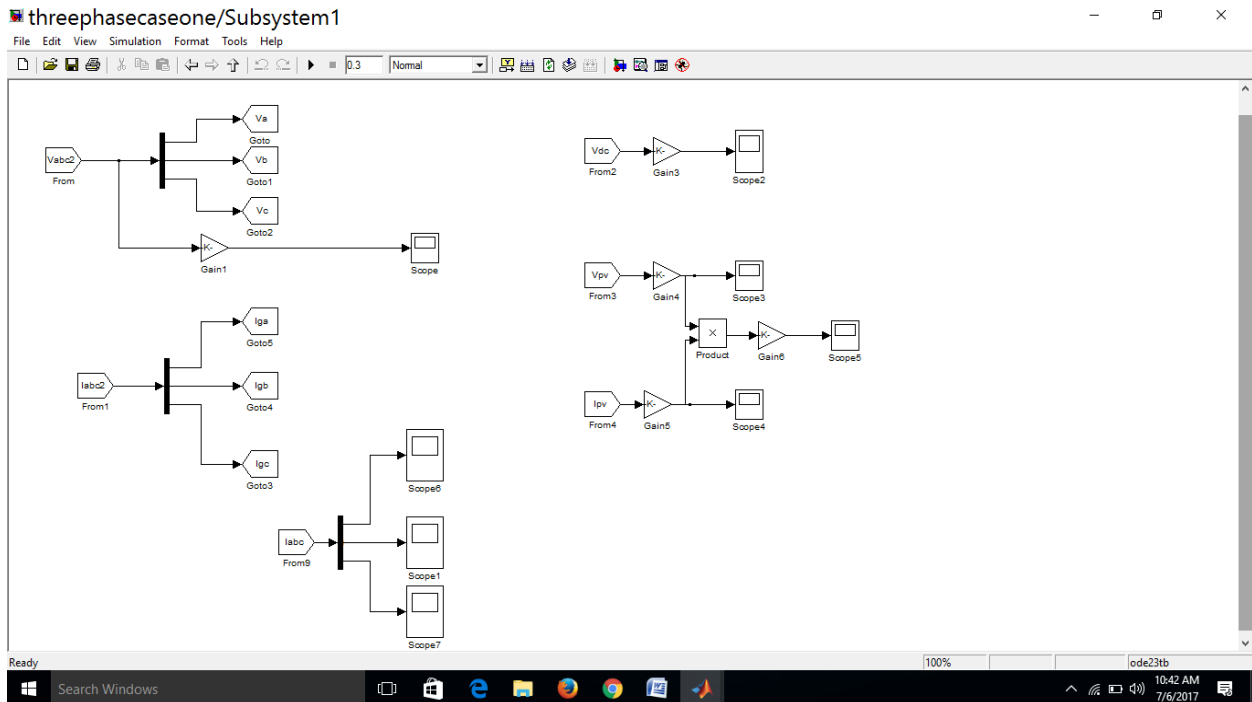 threephasecaseone/Subsystem1
File Edit View Simulation Format Tools Help
0.3 Normal
Va
Goto
Vabc2
From
Vb
Goto1
Vc
Goto2
-K-
Gain1
Scope
Iga
Goto5
Iabc2
From1
Igb
Goto4
Igc
Goto3
Scope6
Iabc
From9
Scope1
Scope7
Vdc
From2
-K-
Gain3
Scope2
Vpv
From3
-K-
Gain4
Scope3
×
Product
-K-
Gain6
Scope5
Ipv
From4
-K-
Gain5
Scope4
Ready 100% ode23tb
Search Windows
10:42 AM
7/6/2017